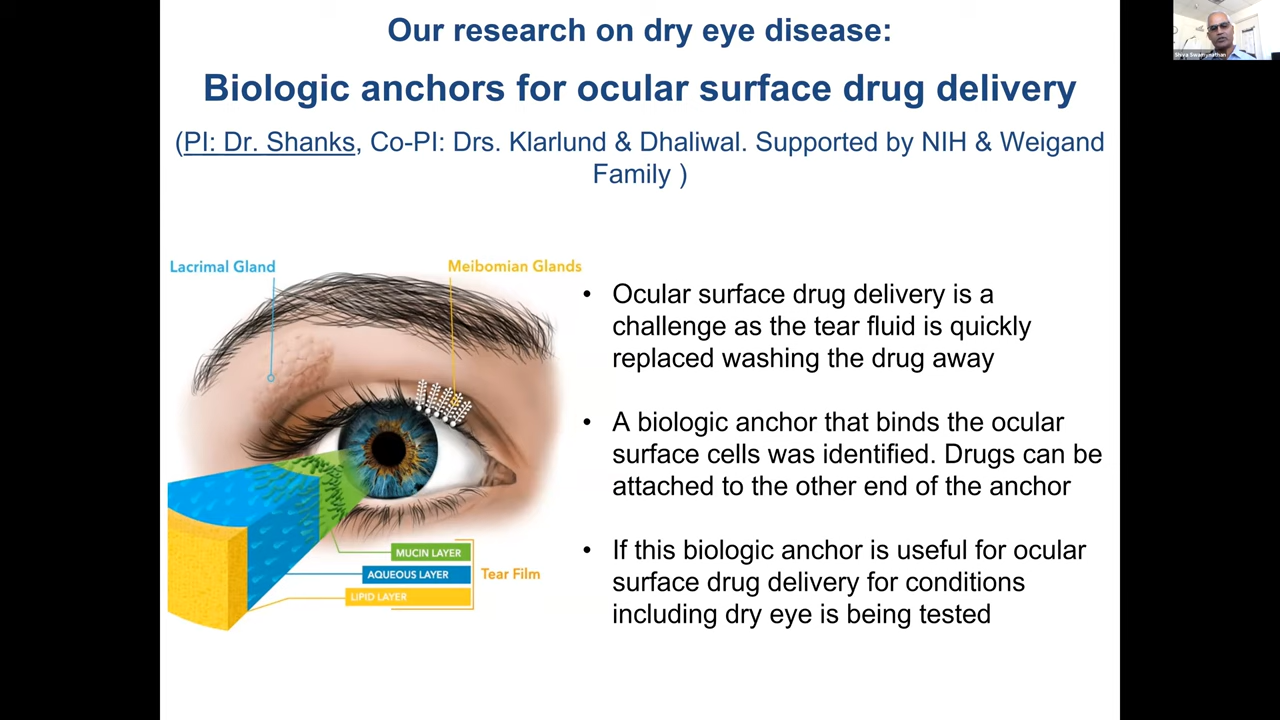 Our research on dry eye disease:
Biologic anchors for ocular surface drug delivery
(PI: Dr. Shanks, Co-PI: Drs. Klarlund & Dhaliwal. Supported by NIH & Weigand
Family )
Lacrimal Gland
Meibomian Glands
MUCIN LAYER
AQUEOUS LAYER
LIPID LAYER
Tear Film
• Ocular surface drug delivery is a
challenge as the tear fluid is quickly
replaced washing the drug away
• A biologic anchor that binds the ocular
surface cells was identified. Drugs can be
attached to the other end of the anchor
• If this biologic anchor is useful for ocular
surface drug delivery for conditions
including dry eye is being tested
Shiva Swamynathan